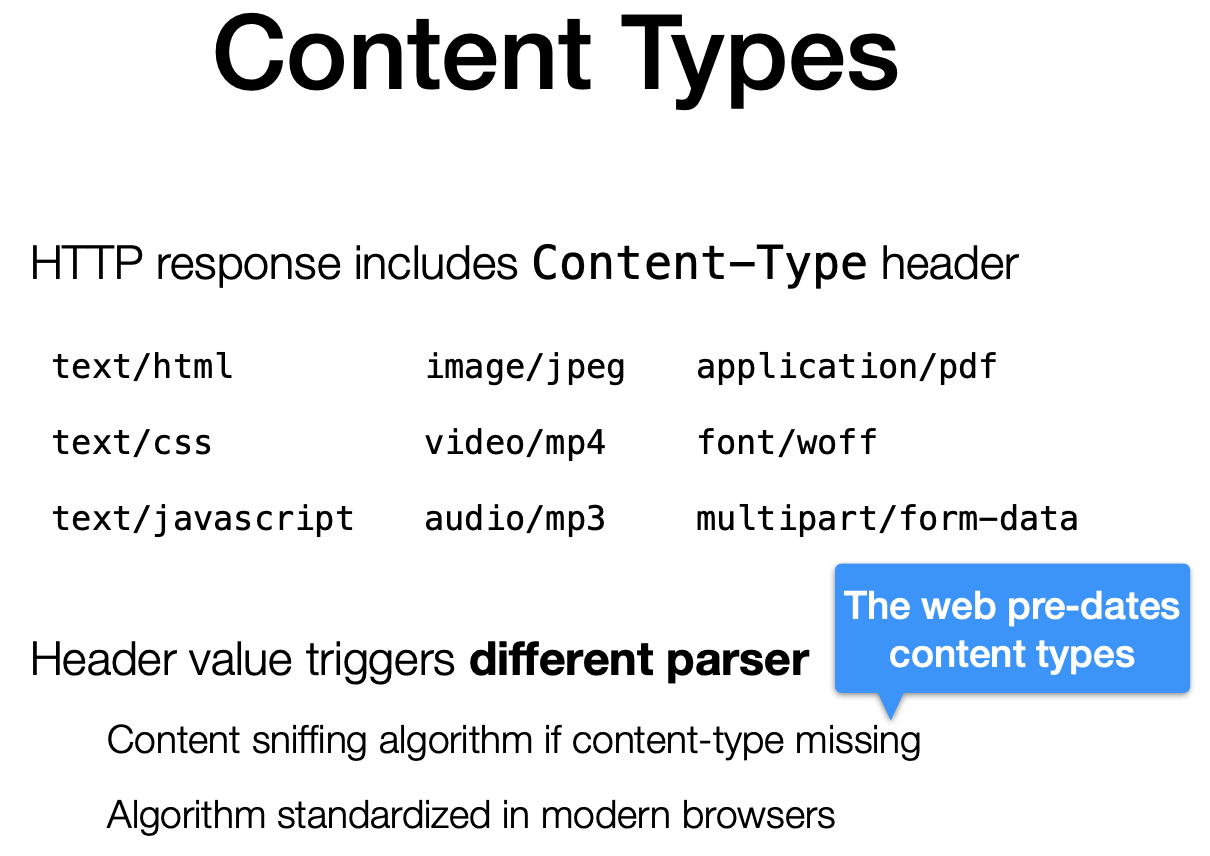 Content Types
HTTP response includes Content-Type header
text/html image/jpeg application/pdf
text/css video/mp4 font/woff
text/javascript audio/mp3 multipart/form-data
The web pre-dates
content types
Header value triggers different parser
Content sniffing algorithm if content-type missing
Algorithm standardized in modern browsers